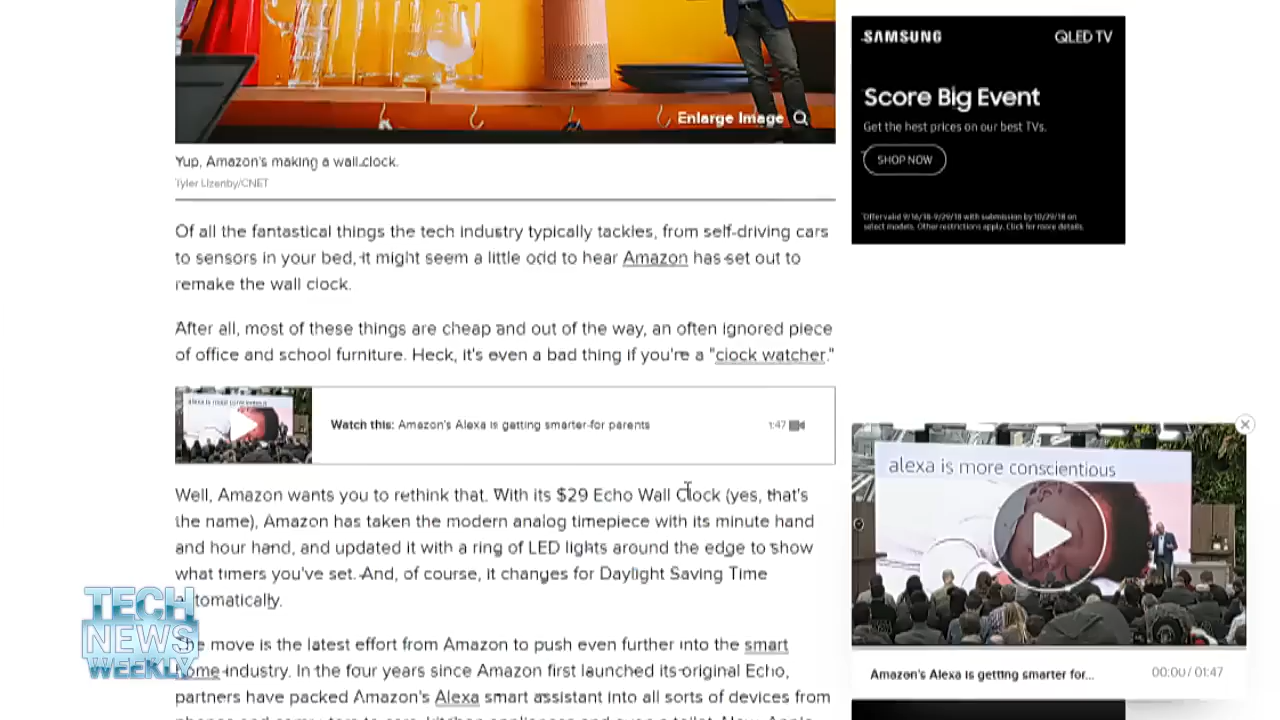 Enlarge Image
Yup, Amazon's making a wall clock.
Tyler Lizenby/CNET
Of all the fantastical things the tech industry typically tackles, from self-driving cars
to sensors in your bed, it might seem a little odd to hear Amazon has set out to
remake the wall clock.
After all, most of these things are cheap and out of the way, an often ignored piece
of office and school furniture. Heck, it's even a bad thing if you're a "clock watcher."
Watch this: Amazon's Alexa is getting smarter for parents
1:47
Well, Amazon wants you to rethink that. With its $29 Echo Wall Clock (yes, that's
the name), Amazon has taken the modern analog timepiece with its minute hand
and hour hand, and updated it with a ring of LED lights around the edge to show
what timers you've set. And, of course, it changes for Daylight Saving Time
automatically.
The move is the latest effort from Amazon to push even further into the smart
home industry. In the four years since Amazon first launched its original Echo,
partners have packed Amazon's Alexa smart assistant into all sorts of devices from
SAMSUNG
QLED TV
Score Big Event
Get the best prices on our best TVs.
SHOP NOW
Offer valid 9/16/18-9/29/18 with submission by 10/29/18 on
select models. Other restrictions apply. Click for more details.
alexa is more conscientious
Amazon's Alexa is getting smarter for...
00:00 / 01:47
TECH
NEWS
WEEKLY